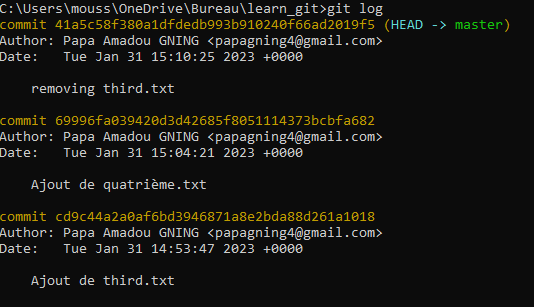 C:\Users\mouss\OneDrive\Bureau\learn_git>git log
commit 41a5c58f380a1dfdedb993b910240f66ad2019f5 (HEAD -> master)
Author: Papa Amadou GNING <papagning4@gmail.com>
Date:   Tue Jan 31 15:10:25 2023 +0000
removing third.txt
commit 69996fa039420d3d42685f8051114373bcbfa682
Author: Papa Amadou GNING <papagning4@gmail.com>
Date:   Tue Jan 31 15:04:21 2023 +0000
Ajout de quatrième.txt
commit cd9c44a2a0af6bd3946871a8e2bda88d261a1018
Author: Papa Amadou GNING <papagning4@gmail.com>
Date:   Tue Jan 31 14:53:47 2023 +0000
Ajout de third.txt